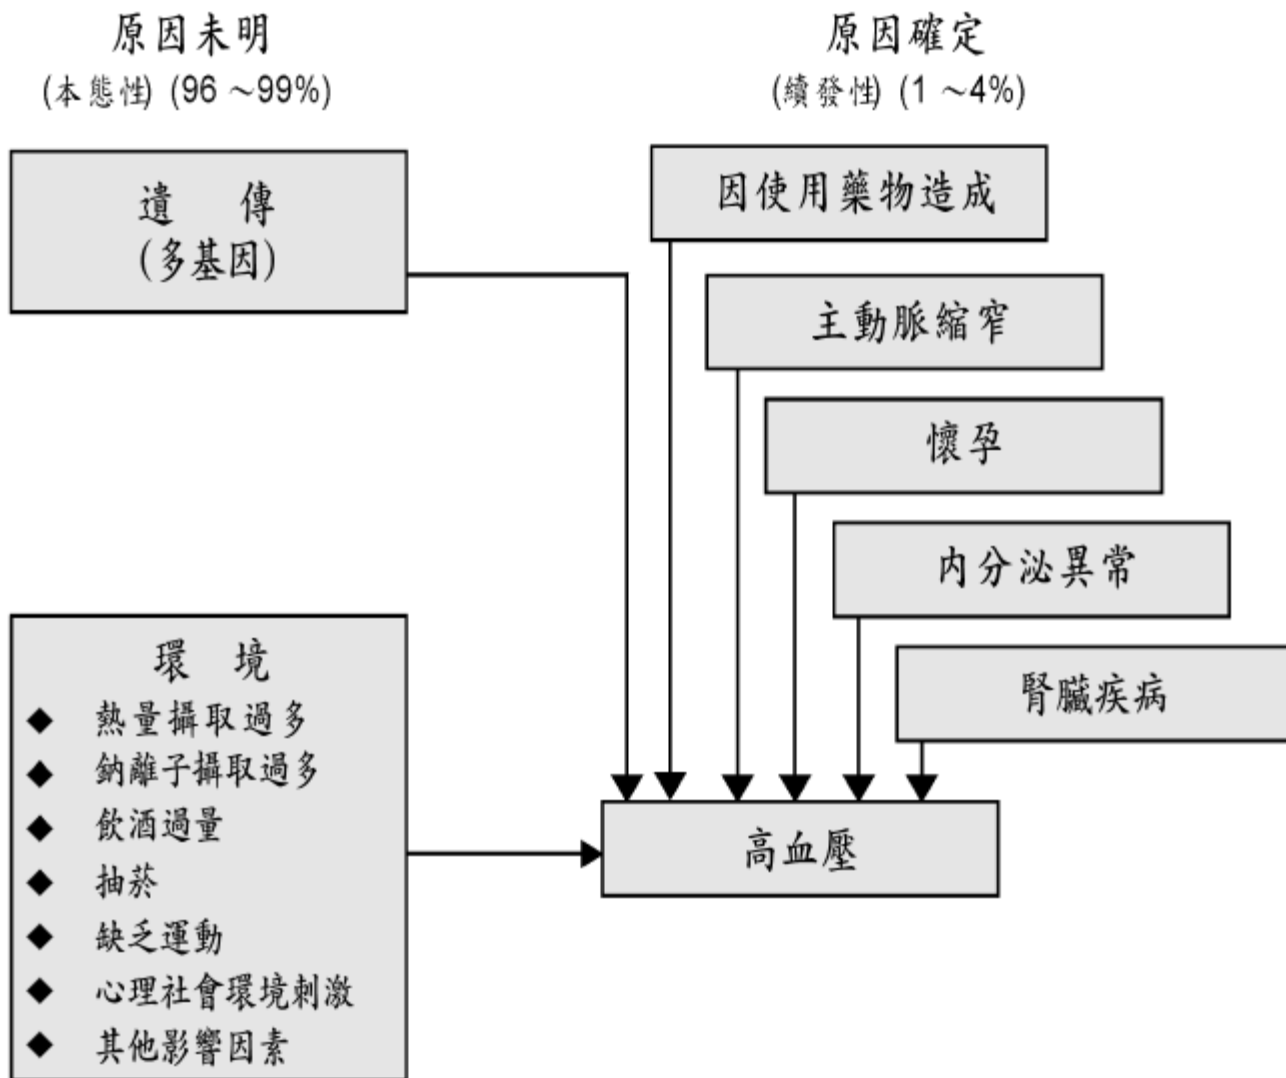 原因未明
(本態性) (96 ~99%)
遺 傳
(多基因)
環 境
◆ 熱量攝取過多
◆ 鈉離子攝取過多
◆ 飲酒過量
◆ 抽菸
◆ 缺乏運動
◆ 心理社會環境刺激
◆ 其他影響因素
原因確定
(續發性) (1 ~4%)
因使用藥物造成
主動脈縮窄
懷孕
內分泌異常
腎臟疾病
高血壓